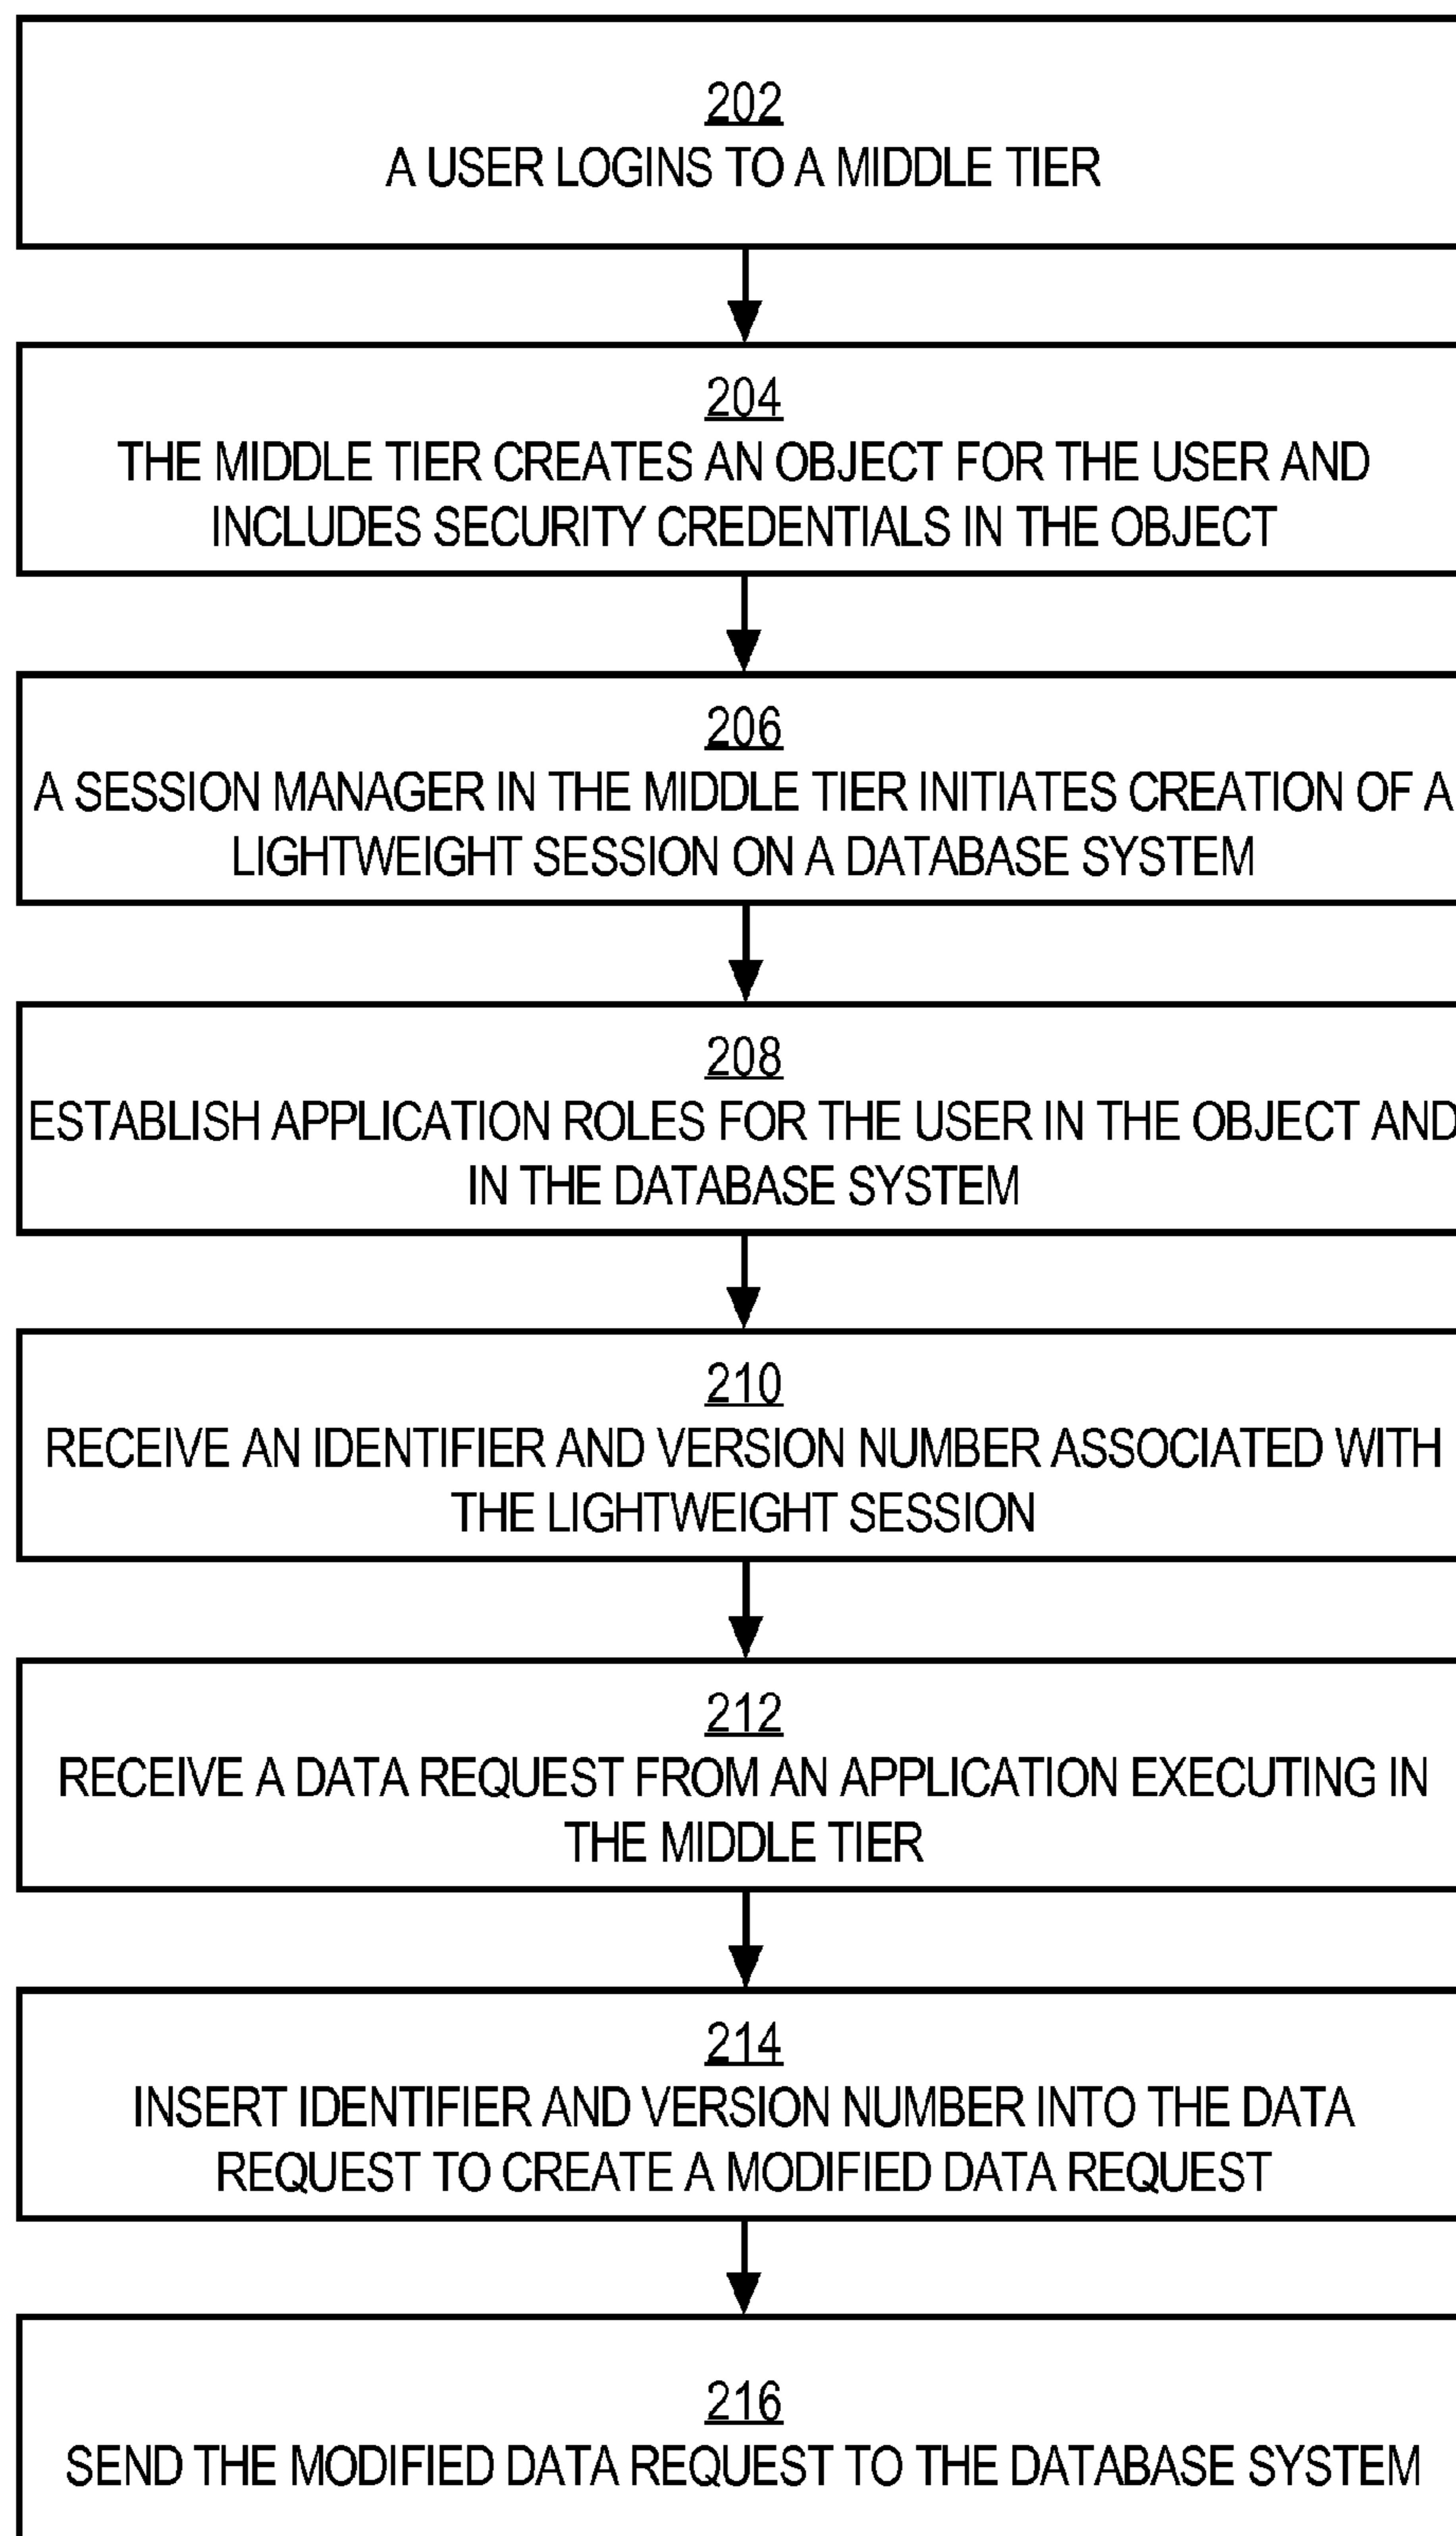 202
A USER LOGINS TO A MIDDLE TIER
204
THE MIDDLE TIER CREATES AN OBJECT FOR THE USER AND
INCLUDES SECURITY CREDENTIALS IN THE OBJECT
206
A SESSION MANAGER IN THE MIDDLE TIER INITIATES CREATION OF A
LIGHTWEIGHT SESSION ON A DATABASE SYSTEM
208
ESTABLISH APPLICATION ROLES FOR THE USER IN THE OBJECT AND
IN THE DATABASE SYSTEM
210
RECEIVE AN IDENTIFIER AND VERSION NUMBER ASSOCIATED WITH
THE LIGHTWEIGHT SESSION
212
RECEIVE A DATA REQUEST FROM AN APPLICATION EXECUTING IN
THE MIDDLE TIER
214
INSERT IDENTIFIER AND VERSION NUMBER INTO THE DATA
REQUEST TO CREATE A MODIFIED DATA REQUEST
216
SEND THE MODIFIED DATA REQUEST TO THE DATABASE SYSTEM